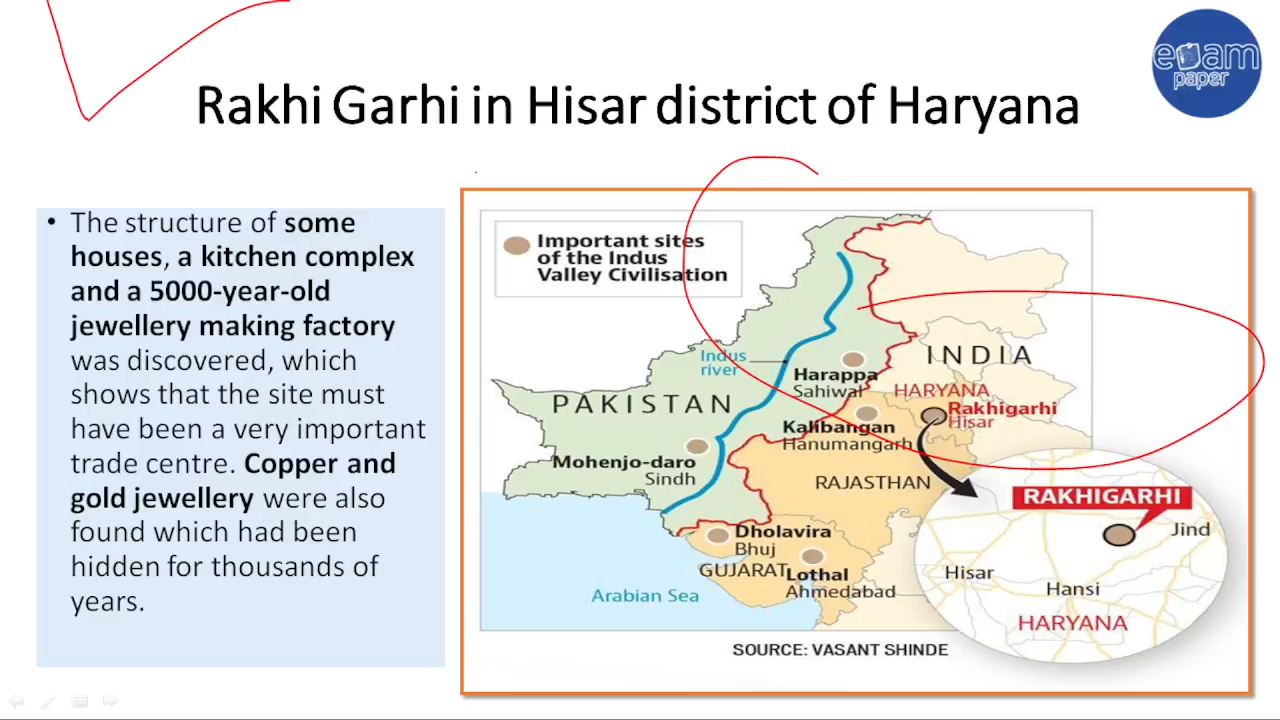 exam
paper
Rakhi Garhi in Hisar district of Haryana
• The structure of some
houses, a kitchen complex
and a 5000-year-old
jewellery making factory
was discovered, which
shows that the site must
have been a very important
trade centre. Copper and
gold jewellery were also
found which had been
hidden for thousands of
years.
Important sites
of the Indus
Valley Civilisation
Indus
river
INDIA
Harappa
Sahiwal
HARYANA
PAKISTAN
Rakhigarhi
Hisar
Kalibangan
Hanumangarh
Mohenjo-daro
Sindh
RAJASTHAN
RAKHIGARHI
Dholavira
Bhuj
Jind
GUJARAT
Lothal
Ahmedabad
Hisar
Hansi
Arabian Sea
HARYANA
SOURCE: VASANT SHINDE